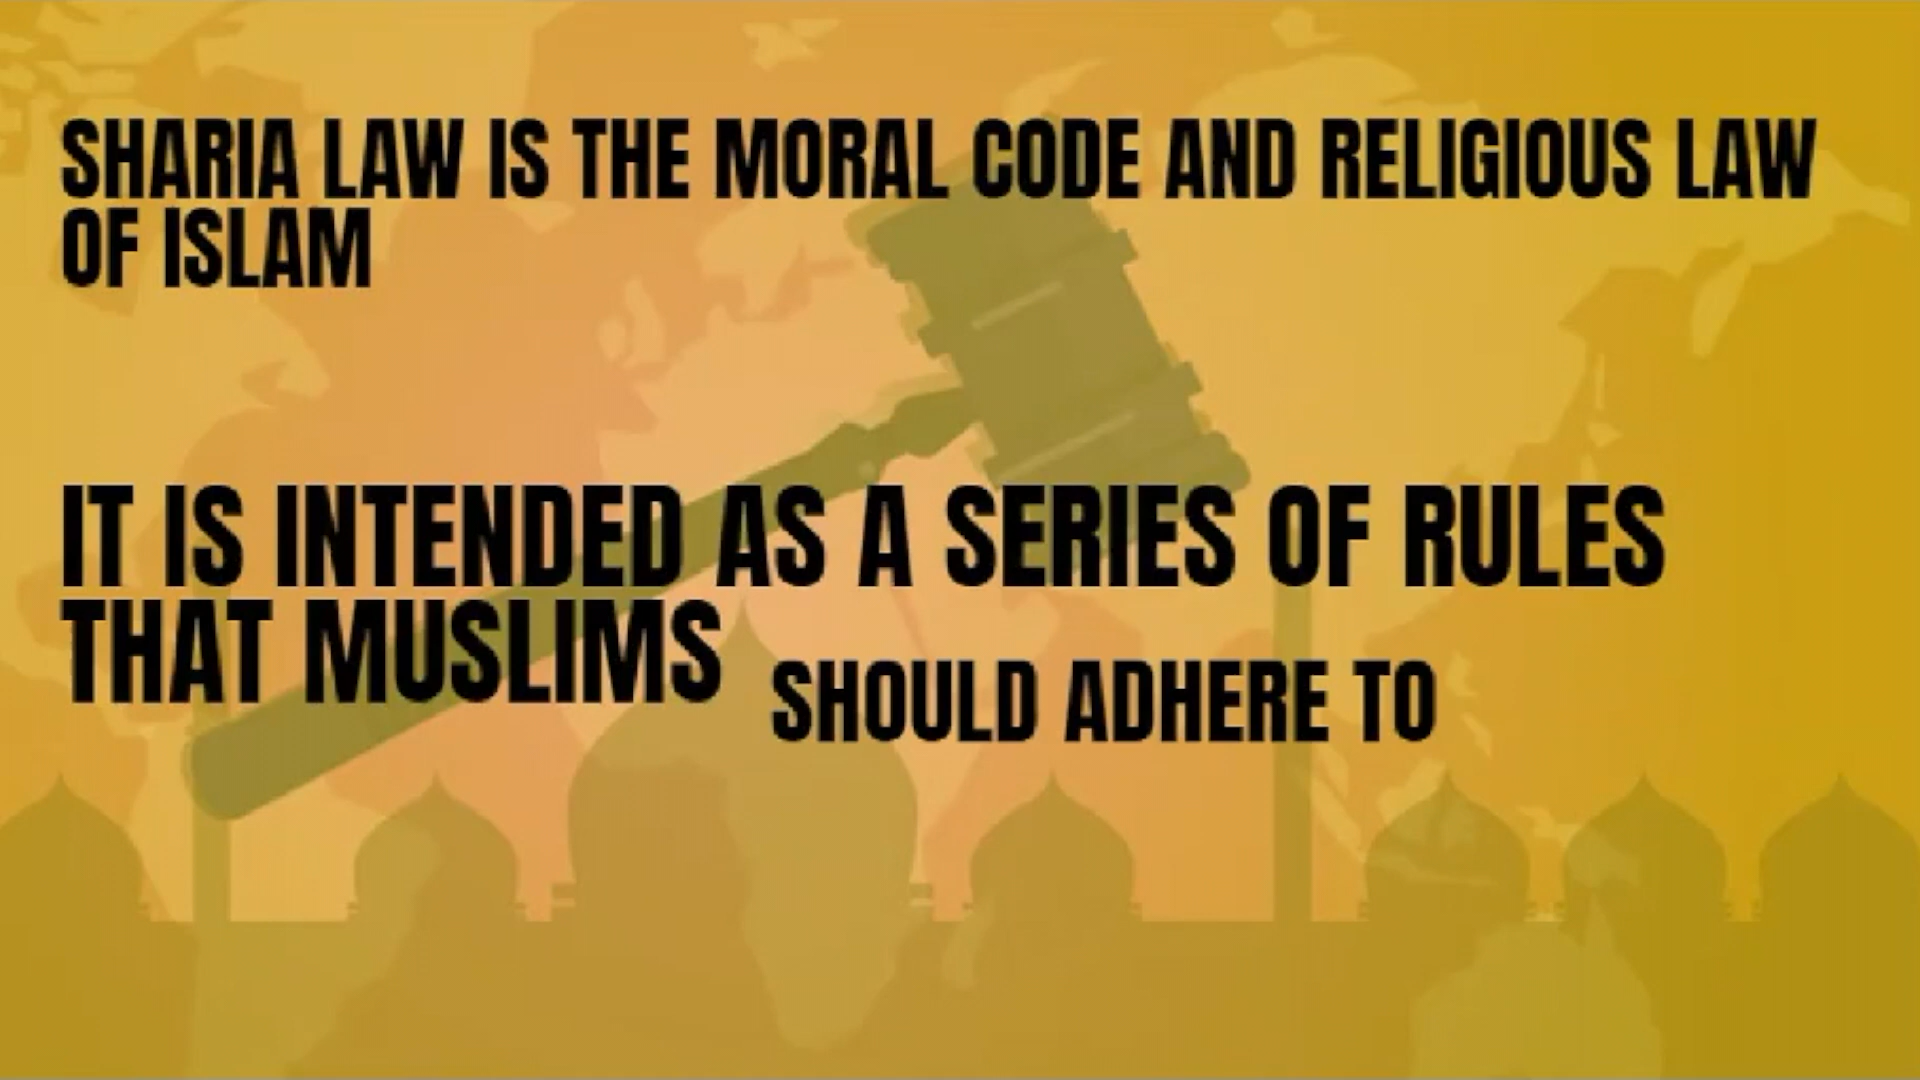 SHARIA LAW IS THE MORAL CODE AND RELIGIOUS LAW
OF ISLAM
IT IS INTENDED AS A SERIES OF RULES
THAT MUSLIMS SHOULD ADHERE TO